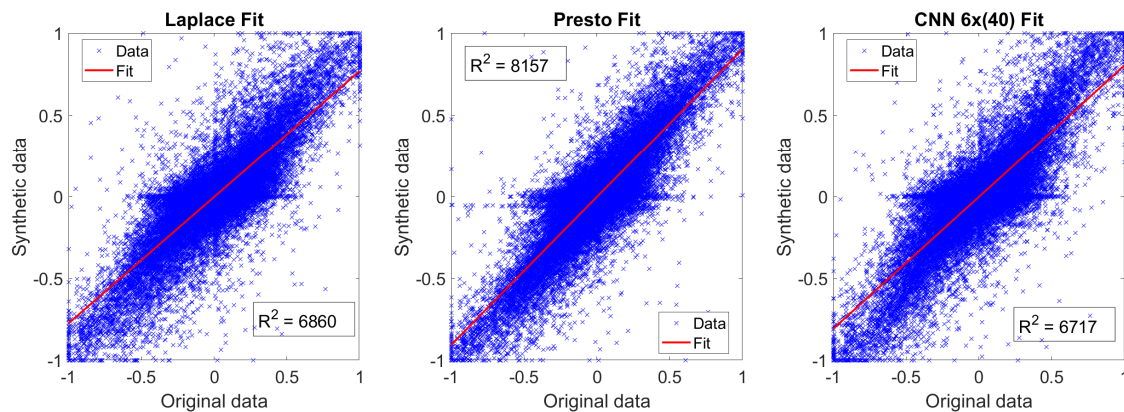 Laplace Fit
1
0.5
0
-0.5
-1
Synthetic data
Data
Fit
R² = 6860
-1
-0.5
0
0.5
1
Original data
Presto Fit
1
0.5
0
-0.5
-1
Synthetic data
R² = 8157
Data
Fit
-1
-0.5
0
0.5
1
Original data
CNN 6x(40) Fit
1
0.5
0
-0.5
-1
Synthetic data
Data
Fit
R² = 6717
-1
-0.5
0
0.5
1
Original data